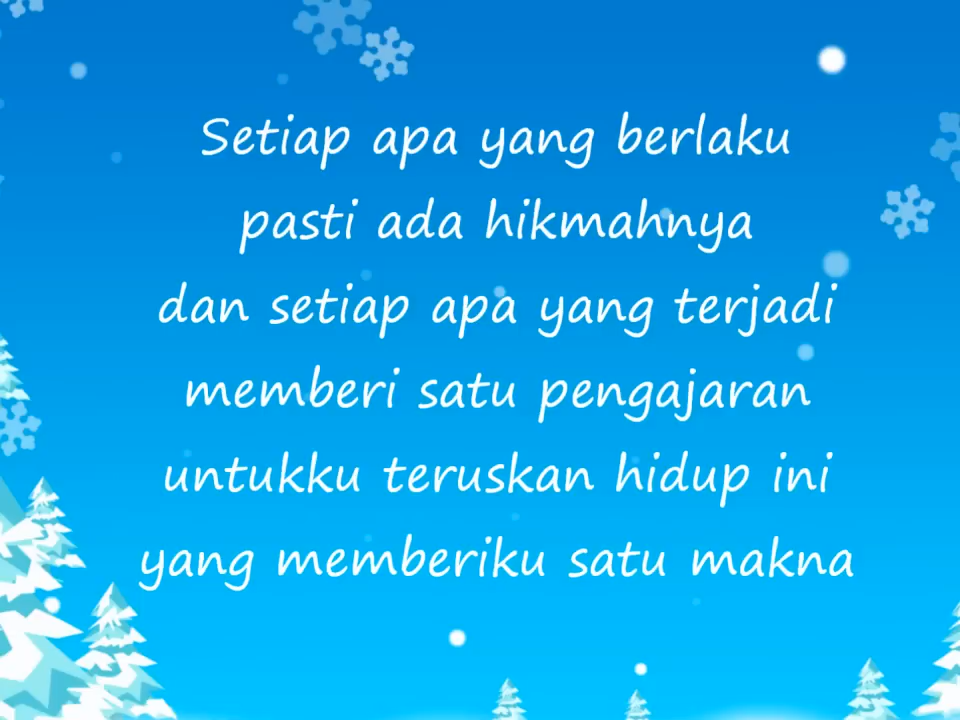 Setiap apa yang berlaku
pasti ada hikmahnya
dan setiap apa yang terjadi
memberi satu pengajaran
untukku teruskan hidup ini
yang memberiku satu makna